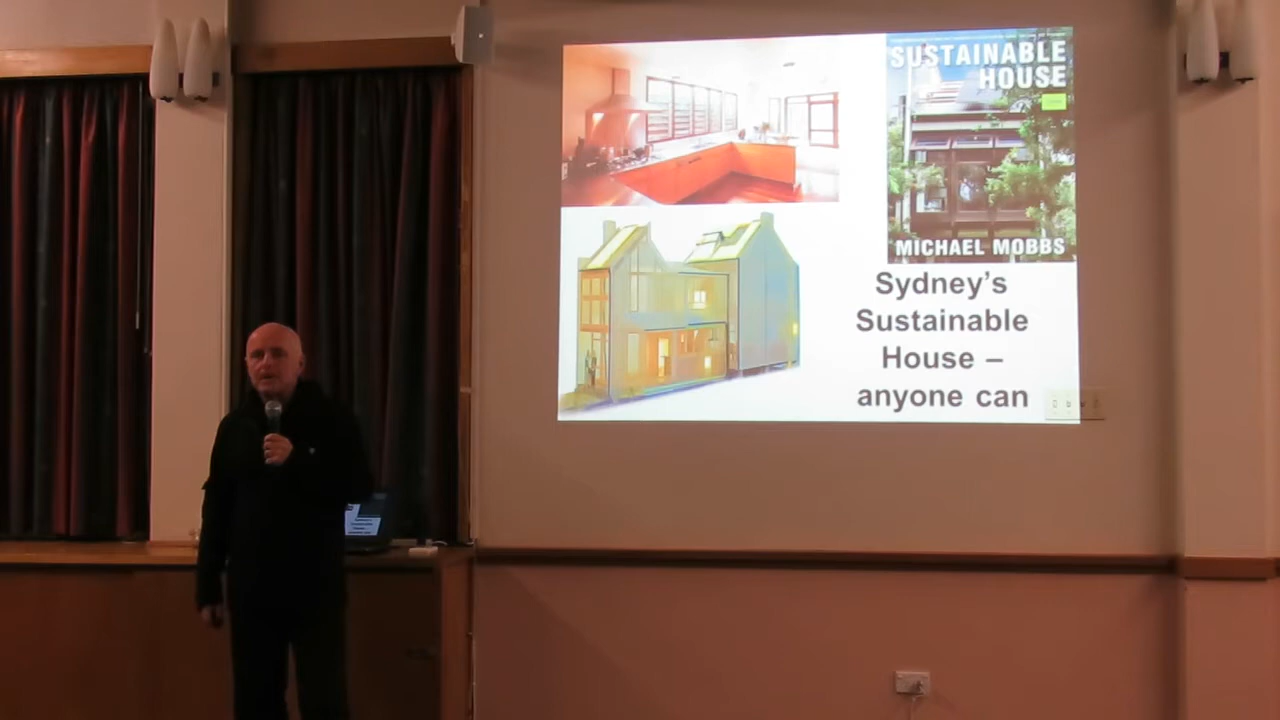 SUSTAINABLE
HOUSE
MICHAEL MOBBS
Sydney's
Sustainable
House –
anyone can